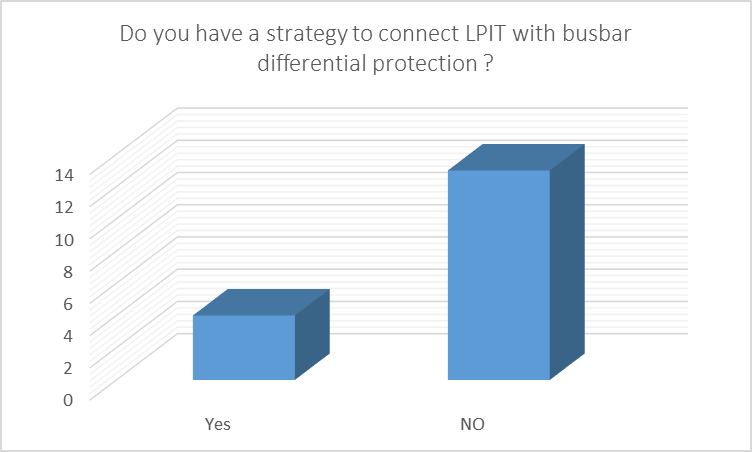 Do you have a strategy to connect LPIT with busbar
differential protection ?
14
12
10
8
6
4
2
0
Yes
NO